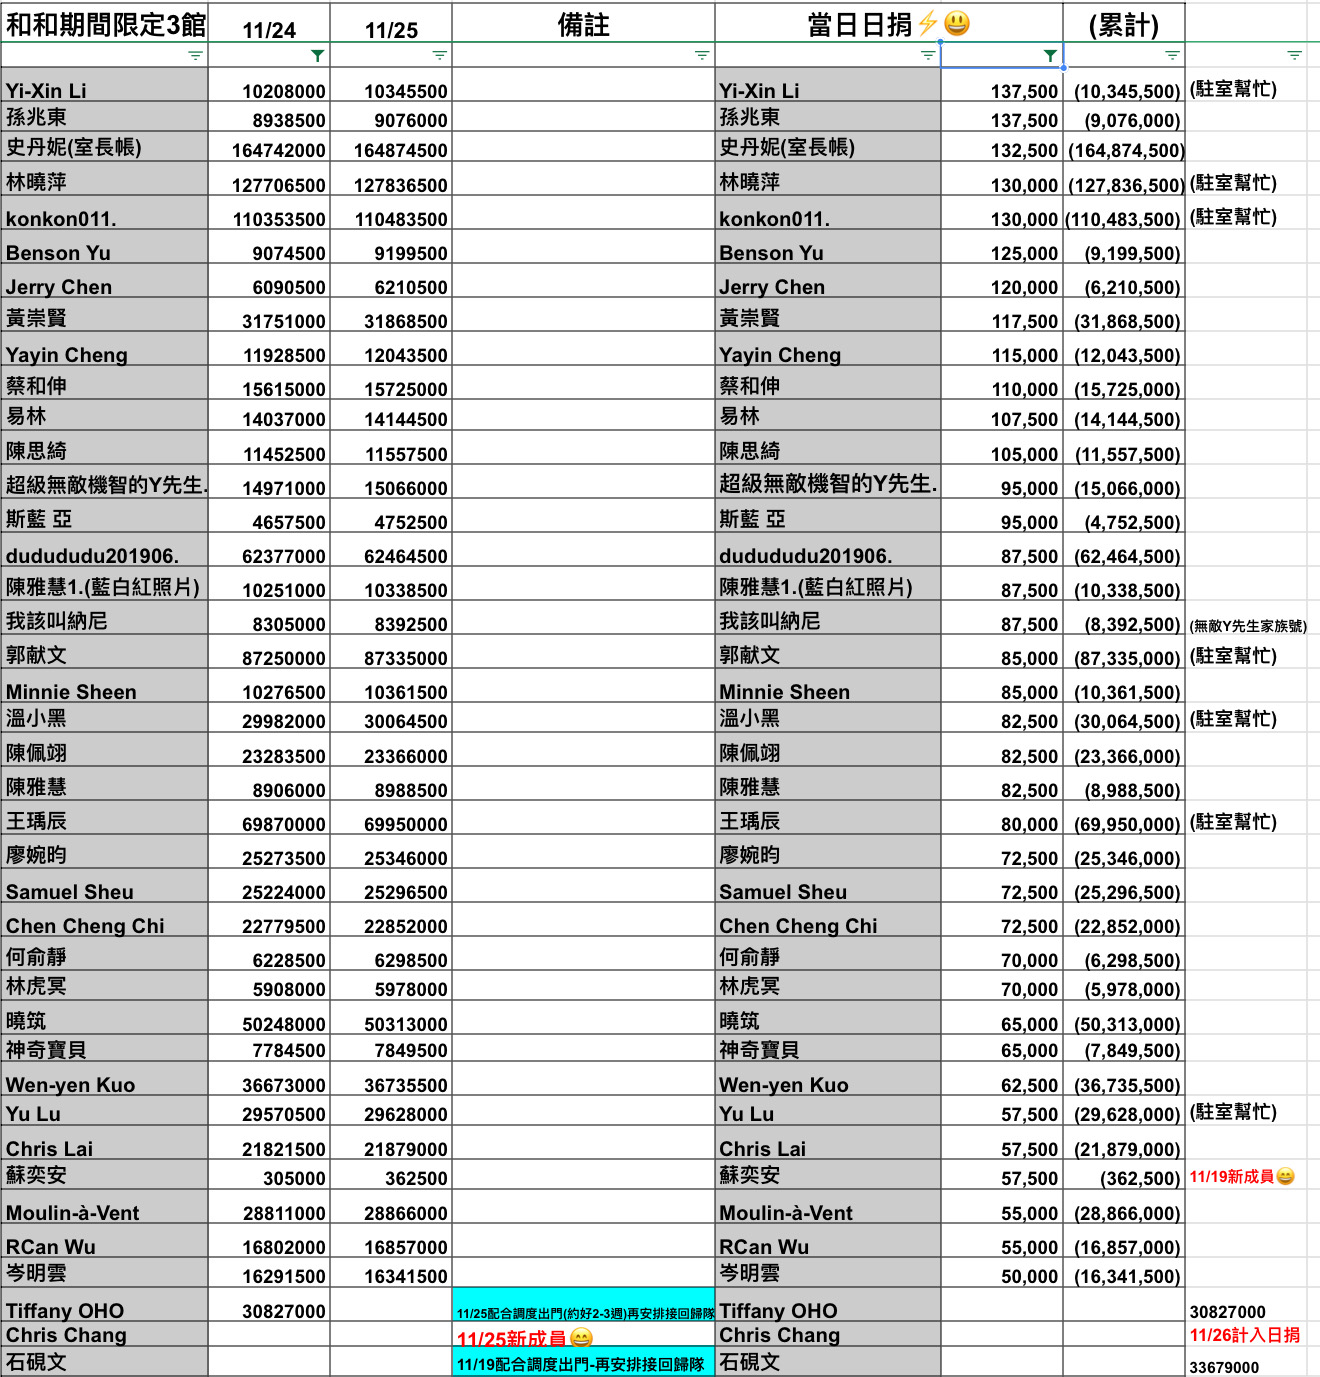 和和期間限定3館 11/24 11/25 備註 當日日捐⚡😃 (累計)
Yi-Xin Li 10208000 10345500 Yi-Xin Li 137,500 (10,345,500) (駐室幫忙)
孫兆東 8938500 9076000 孫兆東 137,500 (9,076,000)
史丹妮(室長帳) 164742000 164874500 史丹妮(室長帳) 132,500 (164,874,500)
林曉萍 127706500 127836500 林曉萍 130,000 (127,836,500) (駐室幫忙)
konkon011. 110353500 110483500 konkon011. 130,000 (110,483,500) (駐室幫忙)
Benson Yu 9074500 9199500 Benson Yu 125,000 (9,199,500)
Jerry Chen 6090500 6210500 Jerry Chen 120,000 (6,210,500)
黃崇賢 31751000 31868500 黃崇賢 117,500 (31,868,500)
Yayin Cheng 11928500 12043500 Yayin Cheng 115,000 (12,043,500)
蔡和伸 15615000 15725000 蔡和伸 110,000 (15,725,000)
易林 14037000 14144500 易林 107,500 (14,144,500)
陳思綺 11452500 11557500 陳思綺 105,000 (11,557,500)
超級無敵機智的Y先生. 14971000 15066000 超級無敵機智的Y先生. 95,000 (15,066,000)
斯藍 亞 4657500 4752500 斯藍 亞 95,000 (4,752,500)
dudududu201906. 62377000 62464500 dudududu201906. 87,500 (62,464,500)
陳雅慧1.(藍白紅照片) 10251000 10338500 陳雅慧1.(藍白紅照片) 87,500 (10,338,500)
我該叫納尼 8305000 8392500 我該叫納尼 87,500 (8,392,500) (無敵Y先生家族號)
郭献文 87250000 87335000 郭献文 85,000 (87,335,000) (駐室幫忙)
Minnie Sheen 10276500 10361500 Minnie Sheen 85,000 (10,361,500)
溫小黑 29982000 30064500 溫小黑 82,500 (30,064,500) (駐室幫忙)
陳佩翊 23283500 23366000 陳佩翊 82,500 (23,366,000)
陳雅慧 8906000 8988500 陳雅慧 82,500 (8,988,500)
王瑀辰 69870000 69950000 王瑀辰 80,000 (69,950,000) (駐室幫忙)
廖婉昀 25273500 25346000 廖婉昀 72,500 (25,346,000)
Samuel Sheu 25224000 25296500 Samuel Sheu 72,500 (25,296,500)
Chen Cheng Chi 22779500 22852000 Chen Cheng Chi 72,500 (22,852,000)
何俞靜 6228500 6298500 何俞靜 70,000 (6,298,500)
林虎冥 5908000 5978000 林虎冥 70,000 (5,978,000)
曉筑 50248000 50313000 曉筑 65,000 (50,313,000)
神奇寶貝 7784500 7849500 神奇寶貝 65,000 (7,849,500)
Wen-yen Kuo 36673000 36735500 Wen-yen Kuo 62,500 (36,735,500)
Yu Lu 29570500 29628000 Yu Lu 57,500 (29,628,000) (駐室幫忙)
Chris Lai 21821500 21879000 Chris Lai 57,500 (21,879,000)
蘇奕安 305000 362500 蘇奕安 57,500 (362,500) 11/19新成員😄
Moulin-à-Vent 28811000 28866000 Moulin-à-Vent 55,000 (28,866,000)
RCan Wu 16802000 16857000 RCan Wu 55,000 (16,857,000)
岑明雲 16291500 16341500 岑明雲 50,000 (16,341,500)
Tiffany OHO 30827000 11/25配合調度出門(約好2-3週)再安排接回歸隊 Tiffany OHO 30827000
Chris Chang 11/25新成員😄 Chris Chang 11/26計入日捐
石硯文 11/19配合調度出門-再安排接回歸隊 石硯文 33679000